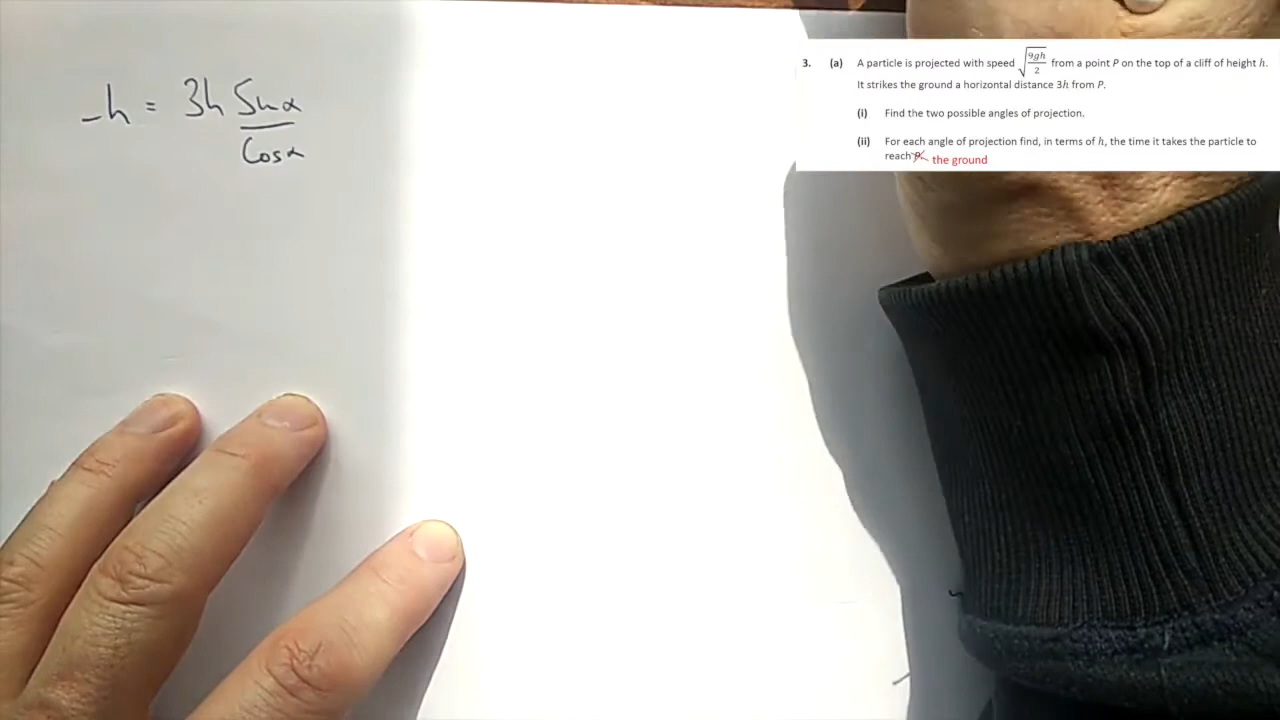 -h = 3h Sin α
Cos α
3. (a) A particle is projected with speed √(9gh/2) from a point P on the top of a cliff of height h.
It strikes the ground a horizontal distance 3h from P.
(i) Find the two possible angles of projection.
(ii) For each angle of projection find, in terms of h, the time it takes the particle to
reach the ground